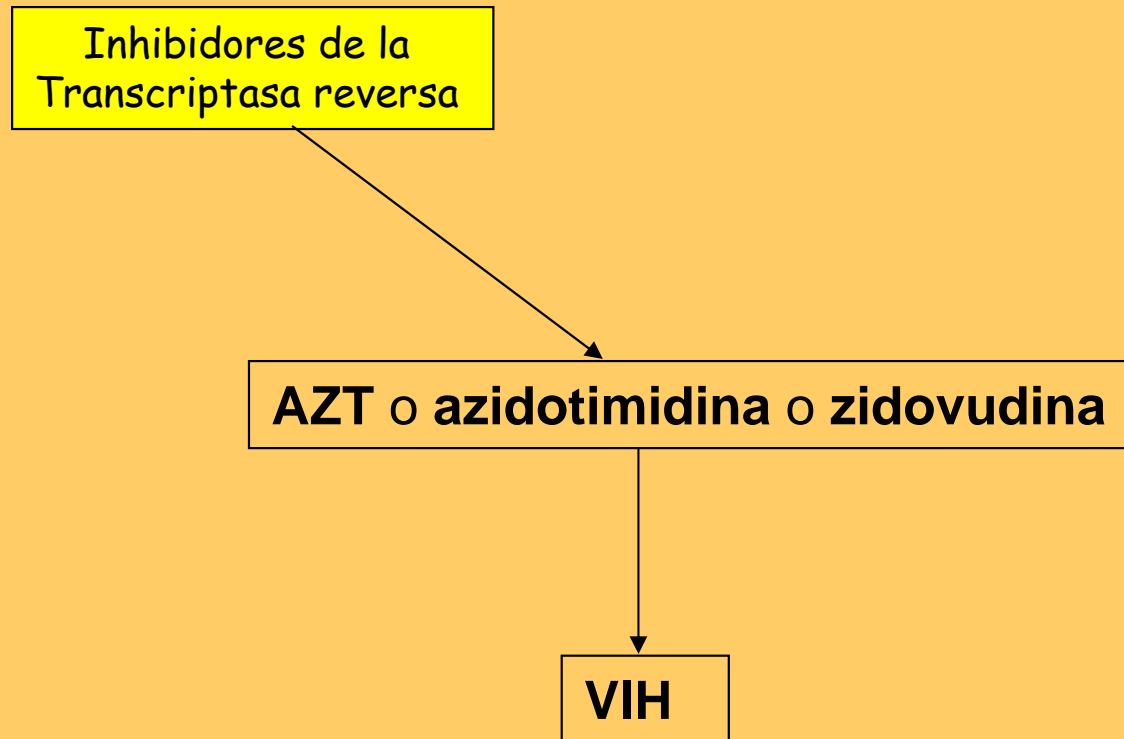 Inhibidores de la
Transcriptasa reversa
AZT o azidotimidina o zidovudina
VIH